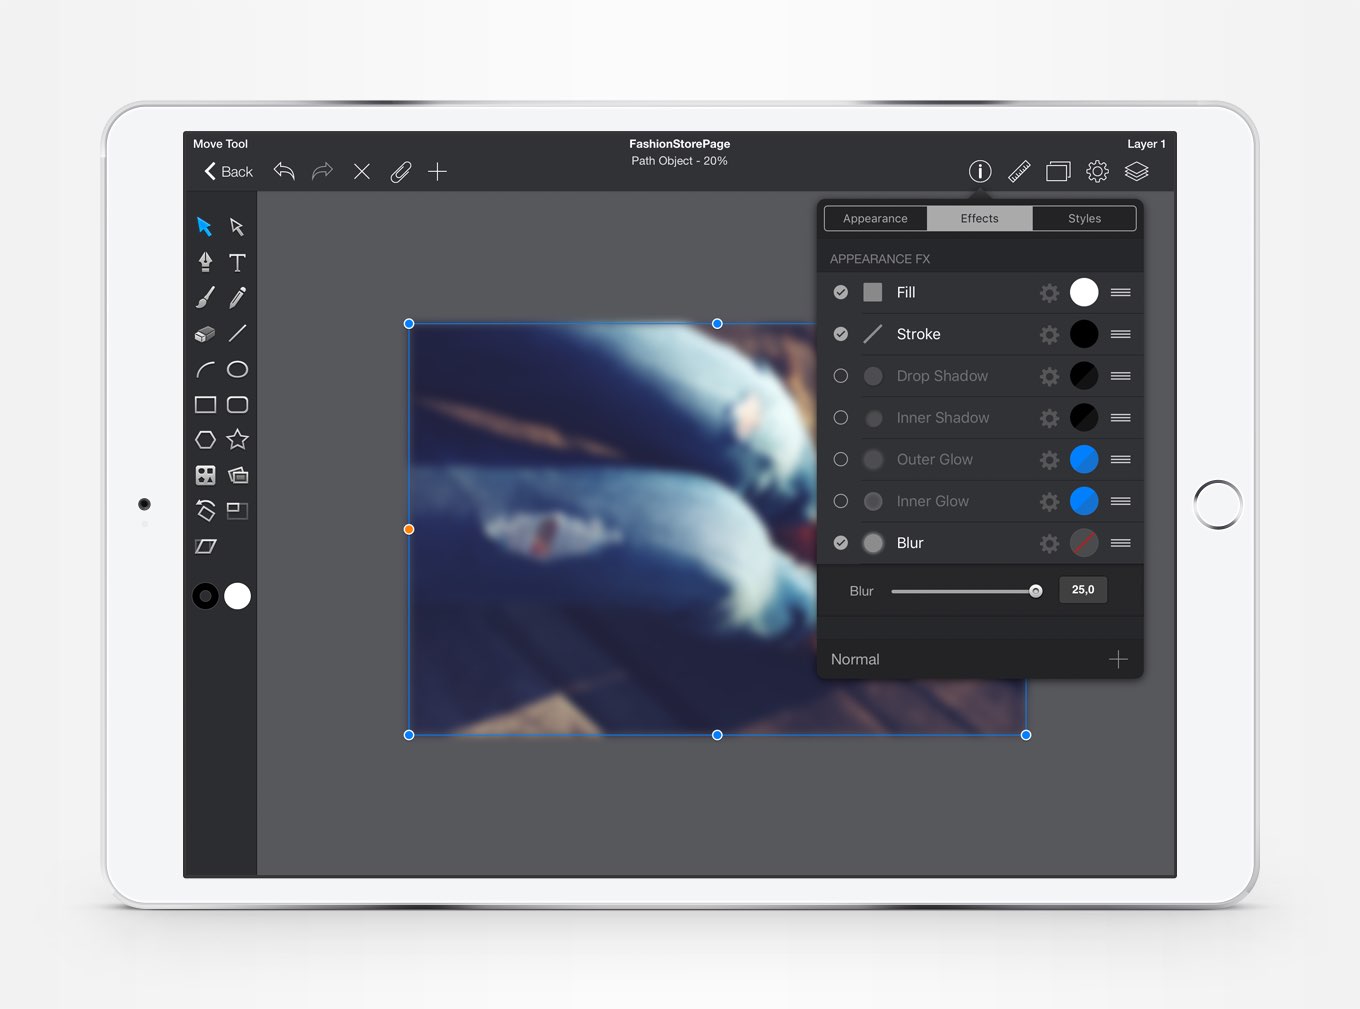 Move Tool
FashionStorePage
Layer 1
Back
Path Object - 20%
Appearance
Effects
Styles
APPEARANCE FX
Fill
Stroke
Drop Shadow
Inner Shadow
Outer Glow
Inner Glow
Blur
Blur
25,0
Normal
T